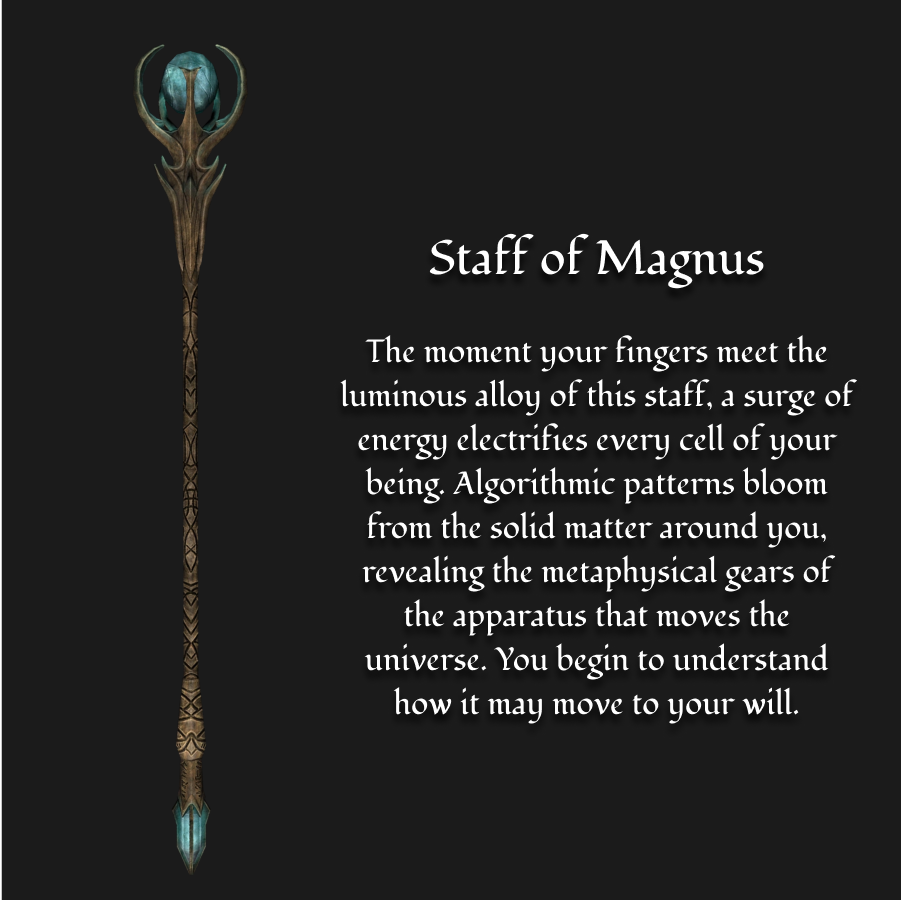 Staff of Magnus
The moment your fingers meet the
luminous alloy of this staff, a surge of
energy electrifies every cell of your
being. Algorithmic patterns bloom
from the solid matter around you,
revealing the metaphysical gears of
the apparatus that moves the
universe. You begin to understand
how it may move to your will.